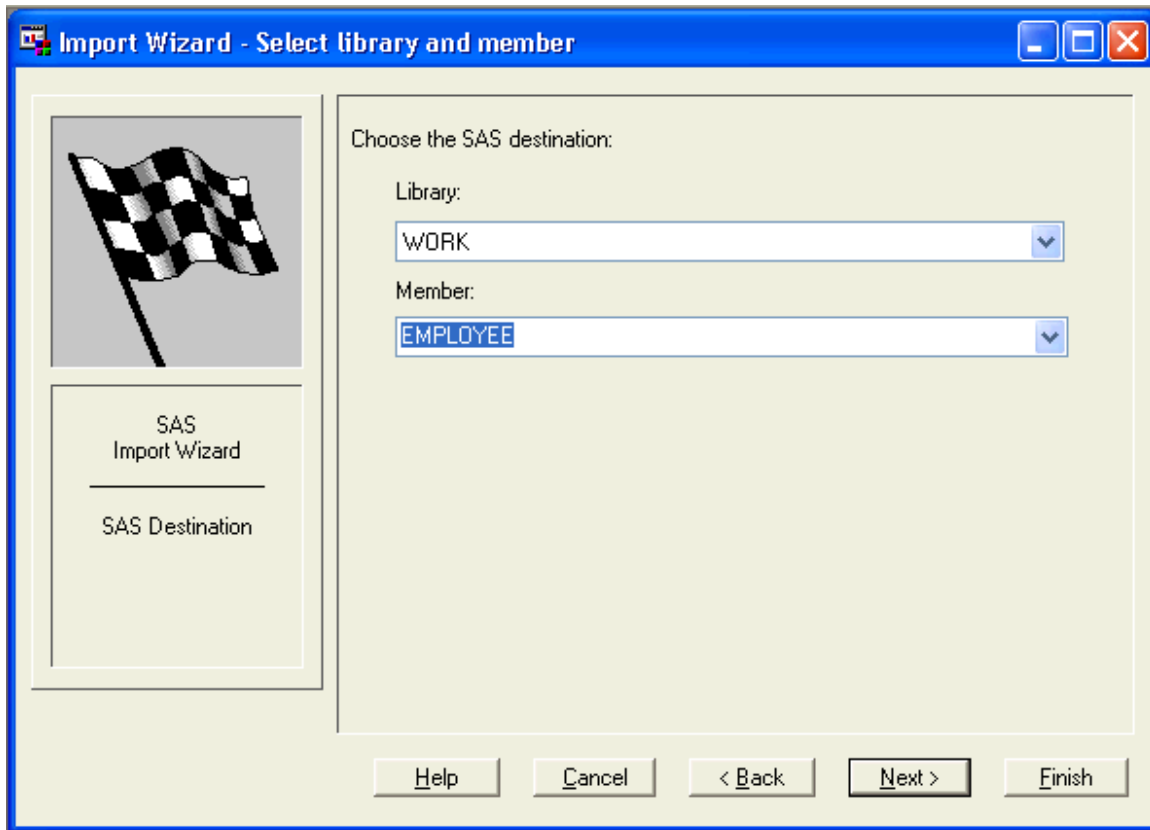 Import Wizard - Select library and member
Choose the SAS destination:
Library:
WORK
Member:
EMPLOYEE
SAS
Import Wizard
SAS Destination
Help
Cancel
< Back
Next >
Finish